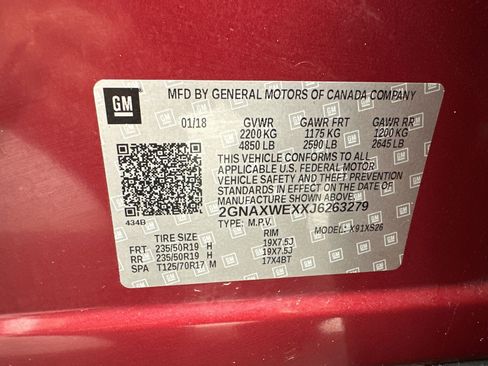 GM
MFD BY GENERAL MOTORS OF CANADA COMPANY
01/18 GVWR GAWR FRT GAWR RR
2200 KG 1175 KG 1200 KG
4850 LB 2590 LB 2645 LB
THIS VEHICLE CONFORMS TO ALL
APPLICABLE U.S. FEDERAL MOTOR
VEHICLE SAFETY AND THEFT PREVENTION
STANDARDS IN EFFECT ON THE DATE OF
MANUFACTURE SHOWN ABOVE.
2GNAXWEXXJ6263279
434B TYPE: M.P.V. MODEL: X91XS26
TIRE SIZE RIM
FRT 235/50R19 H 19X7.5J
RR 235/50R19 H 19X7.5J
SPA T125/70R17 M 17X4BT